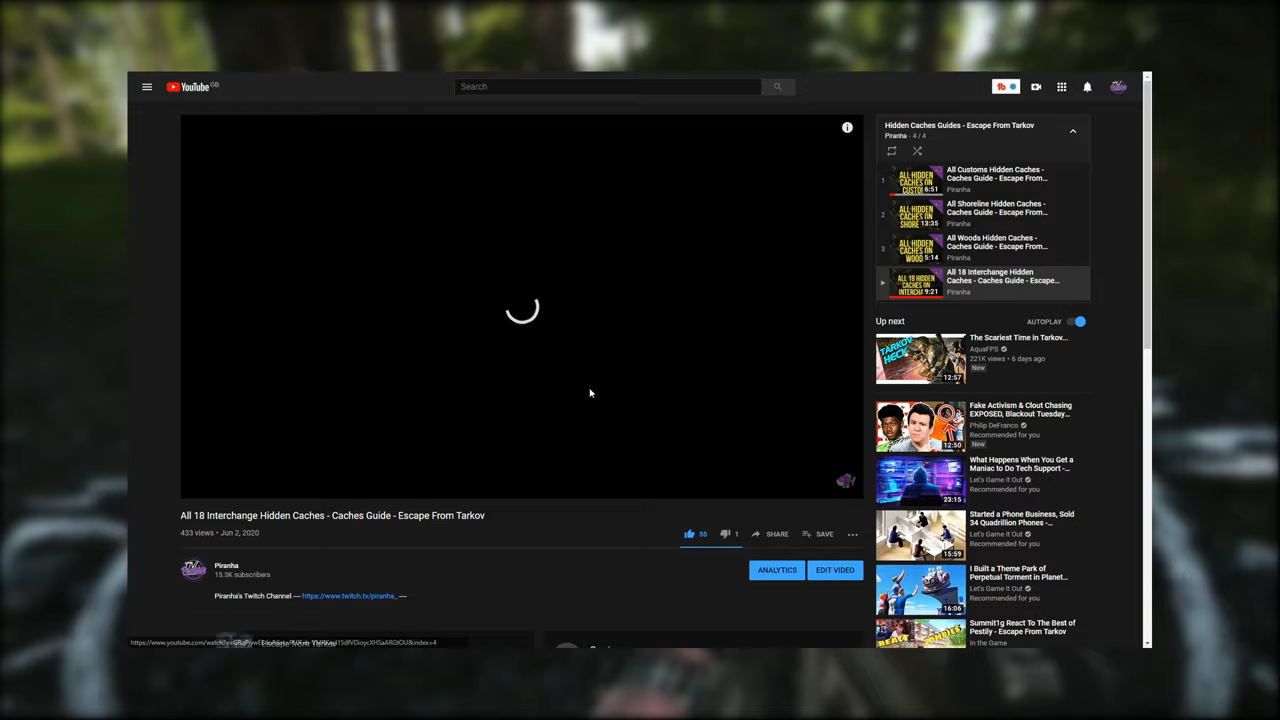 YouTube GB
Search
Hidden Caches Guides - Escape From Tarkov
Piranha - 4 / 4
1
ALL HIDDEN CACHES ON CUSTO
6:51
All Customs Hidden Caches - Caches Guide - Escape From...
Piranha
2
ALL HIDDEN CACHES ON SHORE
13:35
All Shoreline Hidden Caches - Caches Guide - Escape From...
Piranha
3
ALL HIDDEN CACHES ON WOOD
5:14
All Woods Hidden Caches - Caches Guide - Escape From...
Piranha
ALL 18 HIDDEN CACHES ON INTERCHA
9:21
All 18 Interchange Hidden Caches - Caches Guide - Escape...
Piranha
Up next
AUTOPLAY
TARKOV HECK
12:57
The Scariest Time in Tarkov...
AquaFPS
221K views • 6 days ago
New
12:50
Fake Activism & Clout Chasing EXPOSED, Blackout Tuesday...
Philip DeFranco
Recommended for you
New
23:15
What Happens When You Get a Maniac to Do Tech Support -...
Let's Game It Out
Recommended for you
15:59
Started a Phone Business, Sold 34 Quadrillion Phones -...
Let's Game It Out
Recommended for you
16:06
I Built a Theme Park of Perpetual Torment in Planet...
Let's Game It Out
Recommended for you
Summit1g React To The Best of Pestily - Escape From Tarkov
In the Game
All 18 Interchange Hidden Caches - Caches Guide - Escape From Tarkov
433 views • Jun 2, 2020
55
1
SHARE
SAVE
Piranha
15.3K subscribers
ANALYTICS
EDIT VIDEO
Piranha's Twitch Channel — https://www.twitch.tv/piranha_ —